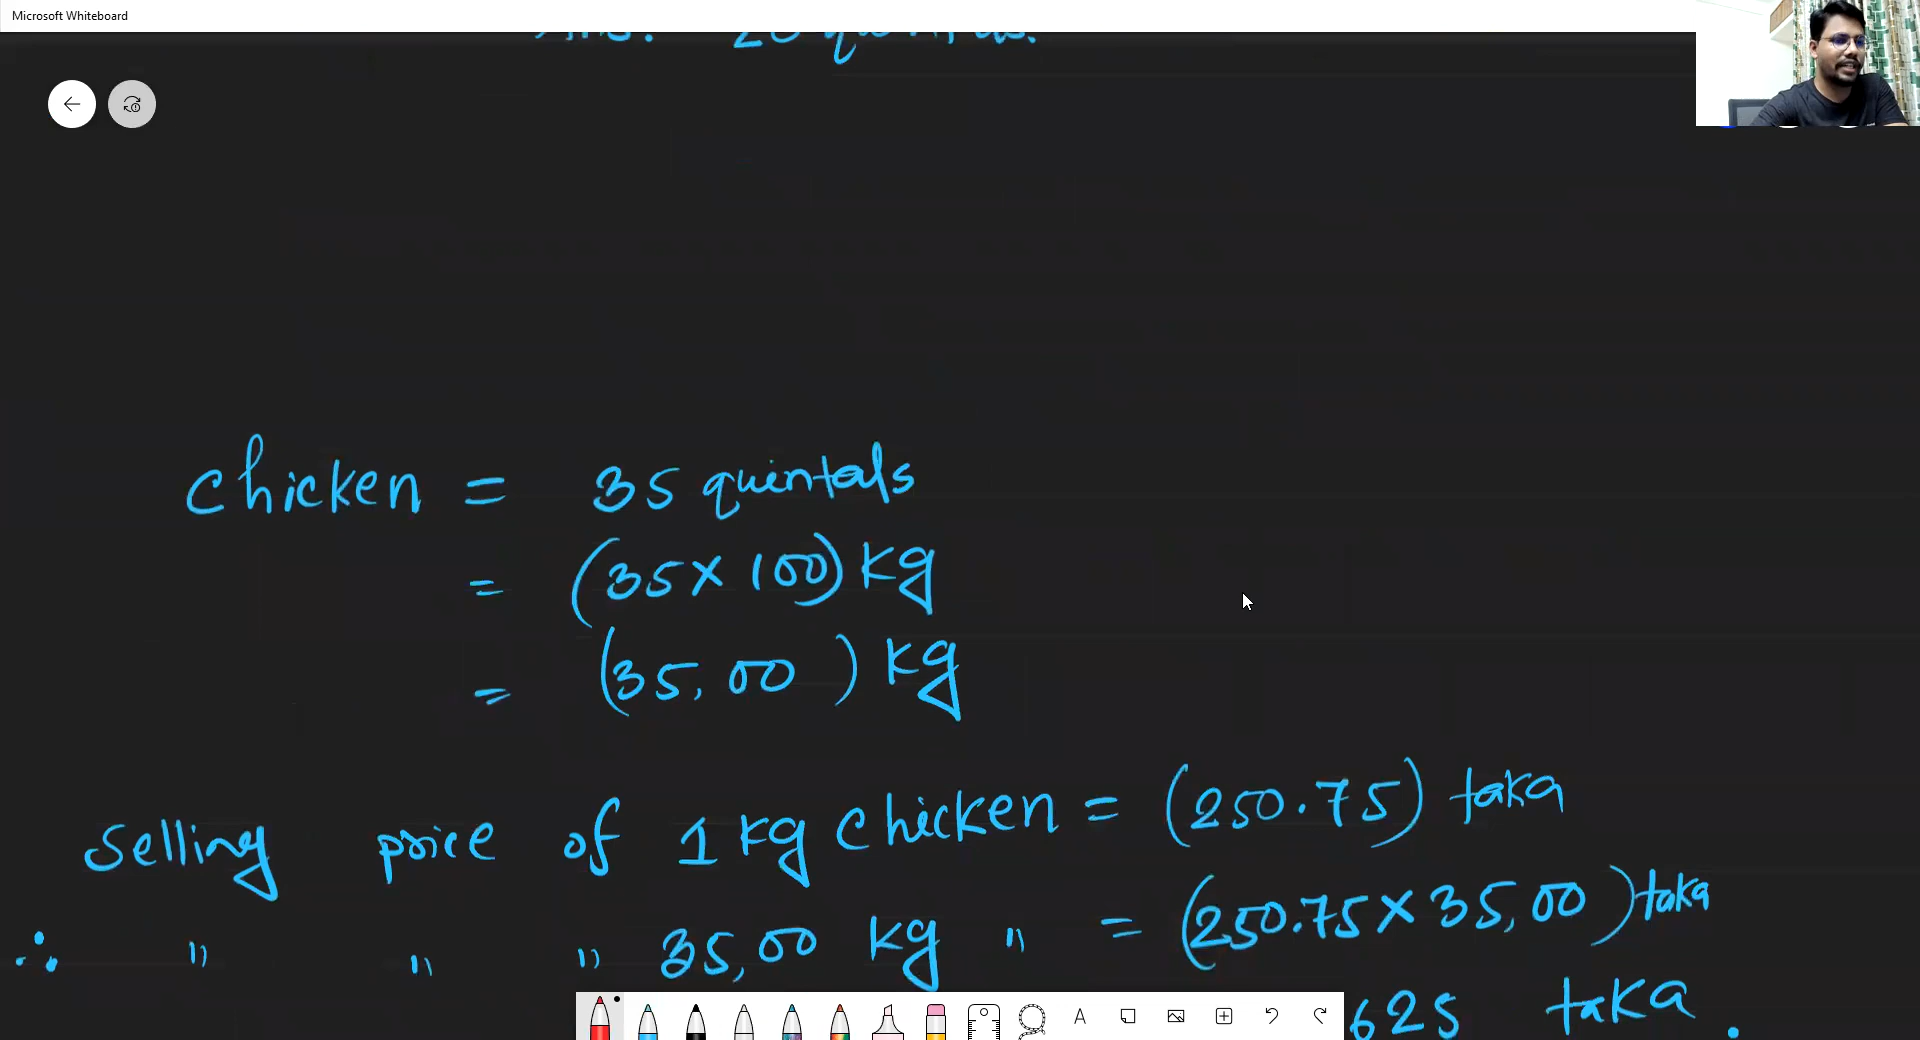 Microsoft Whiteboard
chicken = 35 quintals
= (35 × 100) kg
= (35,00 ) kg
Selling price of 1 kg chicken = (250.75) taka
∴ " " " 35,00 kg " = (250.75 × 35,00 ) taka
625 taka .
A